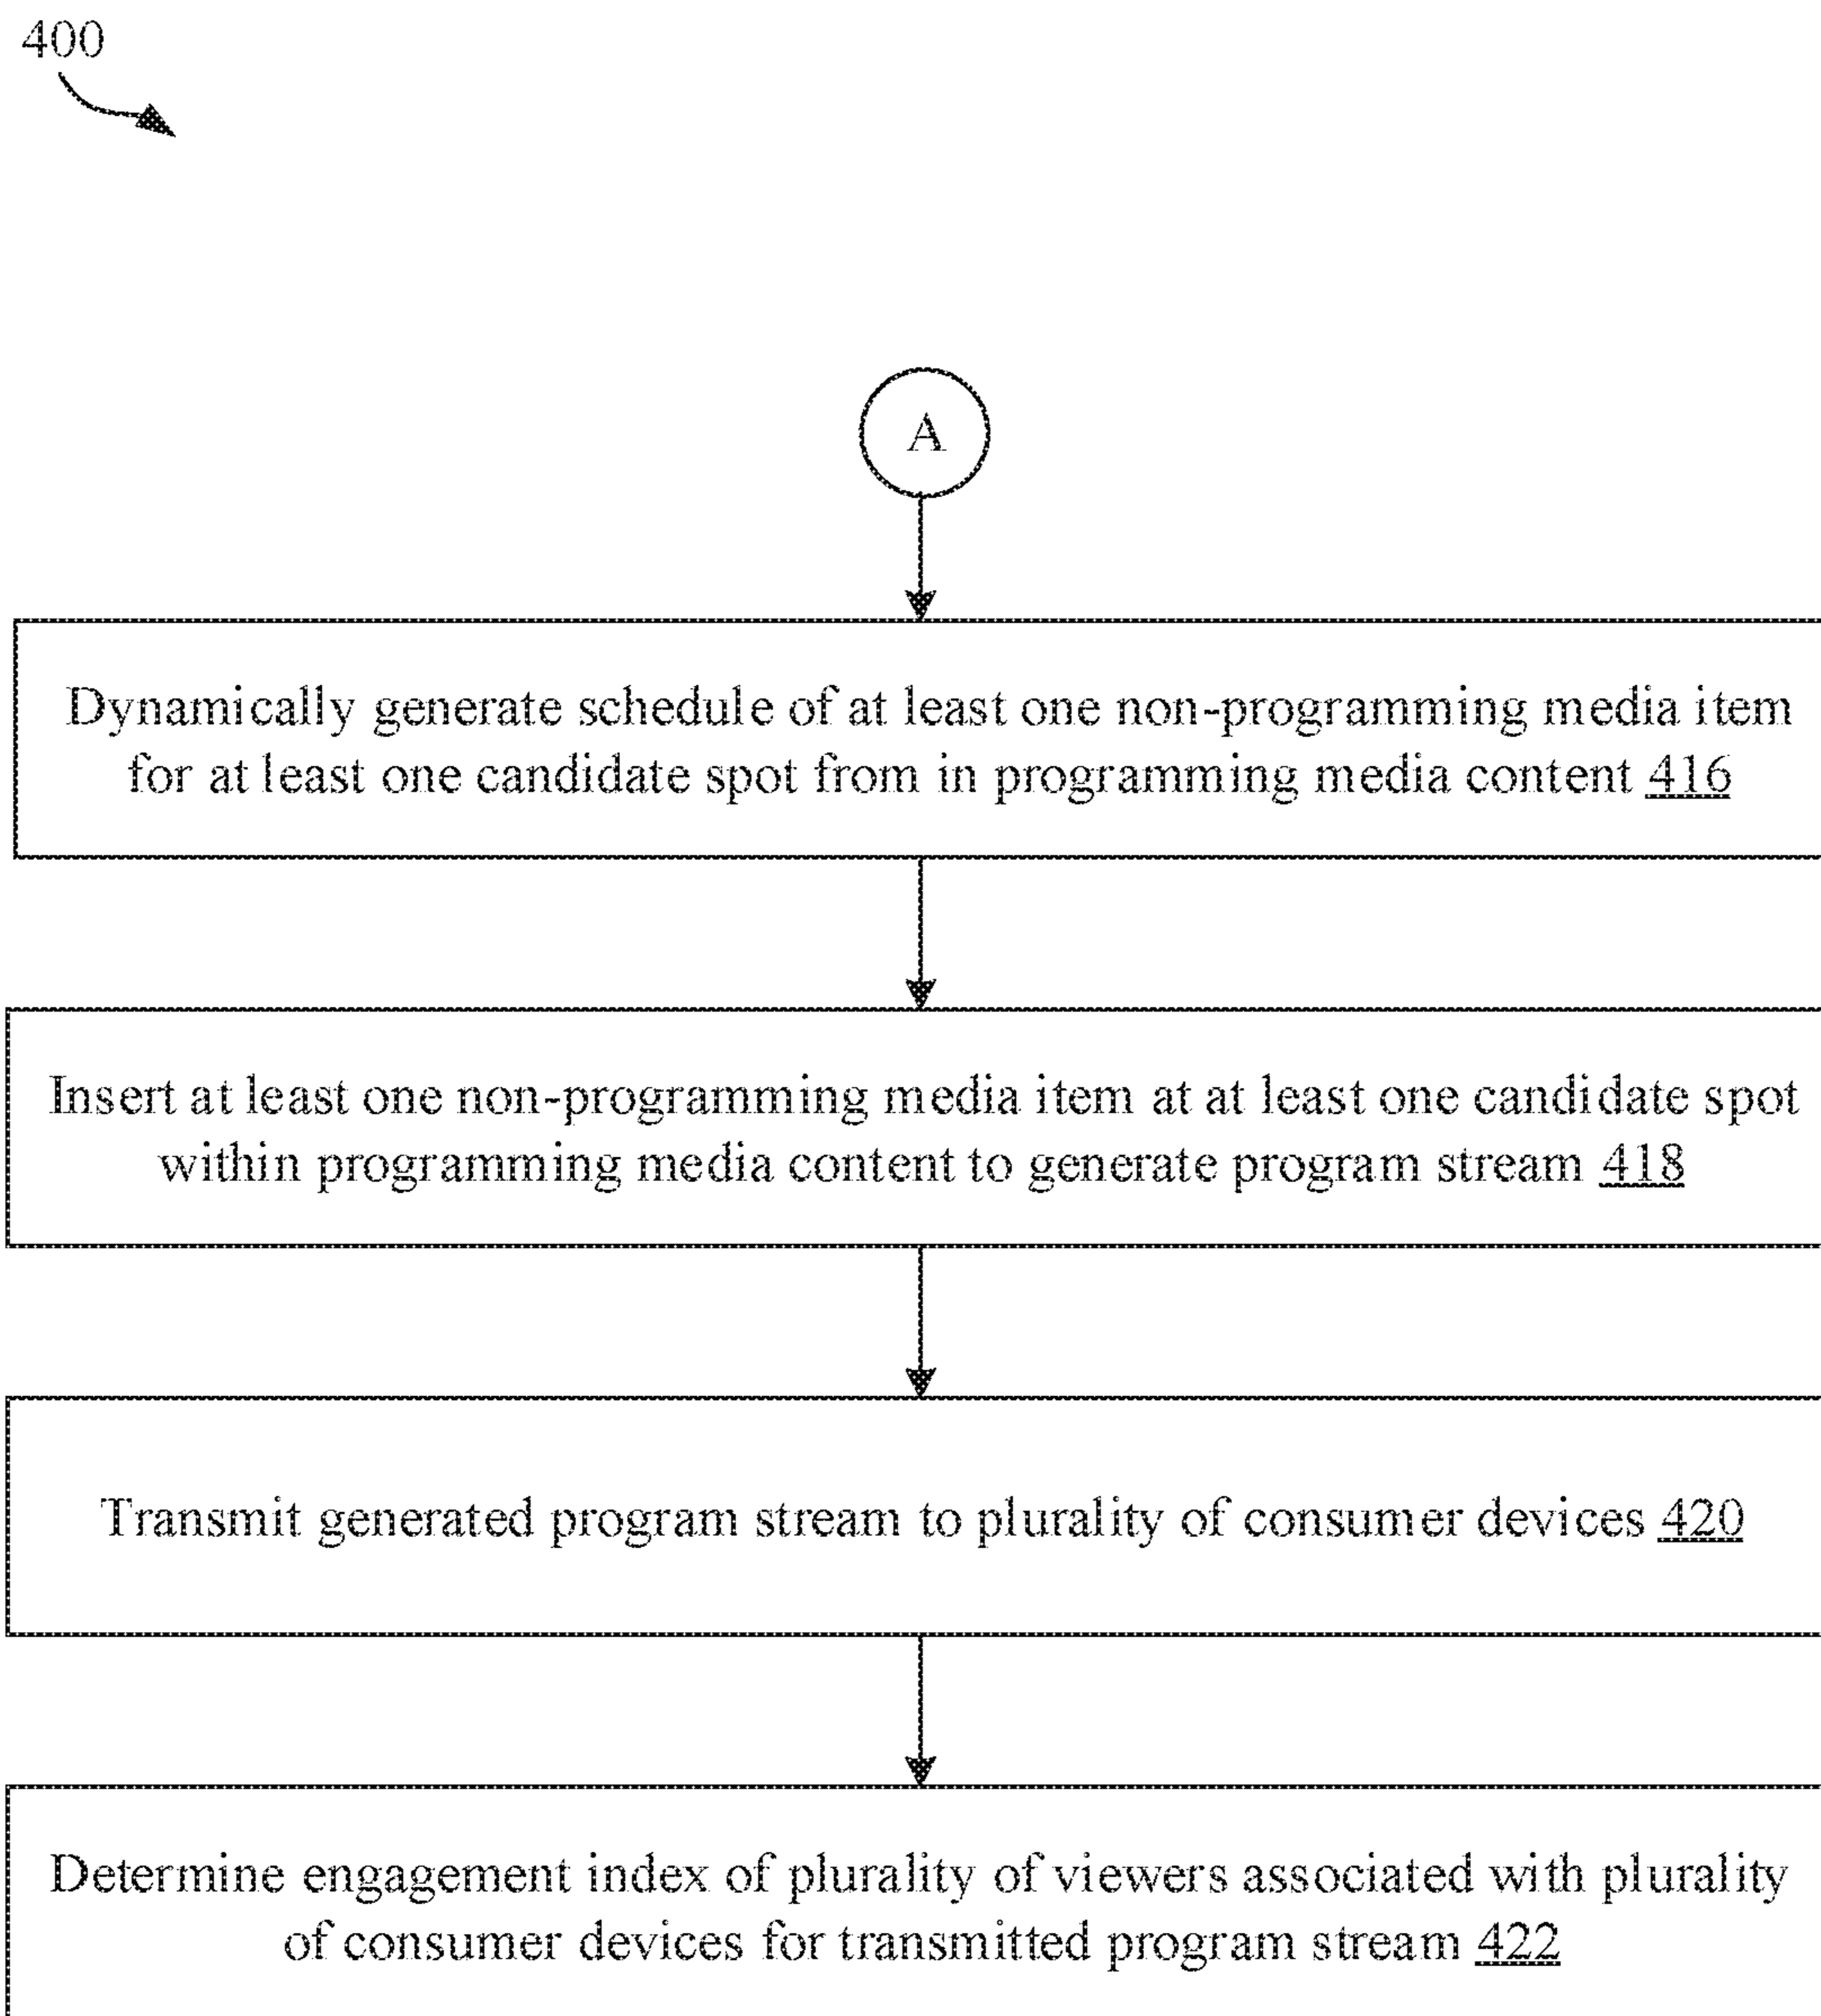 400
A
Dynamically generate schedule of at least one non-programming media item
for at least one candidate spot from in programming media content 416
Insert at least one non-programming media item at at least one candidate spot
within programming media content to generate program stream 418
Transmit generated program stream to plurality of consumer devices 420
Determine engagement index of plurality of viewers associated with plurality
of consumer devices for transmitted program stream 422